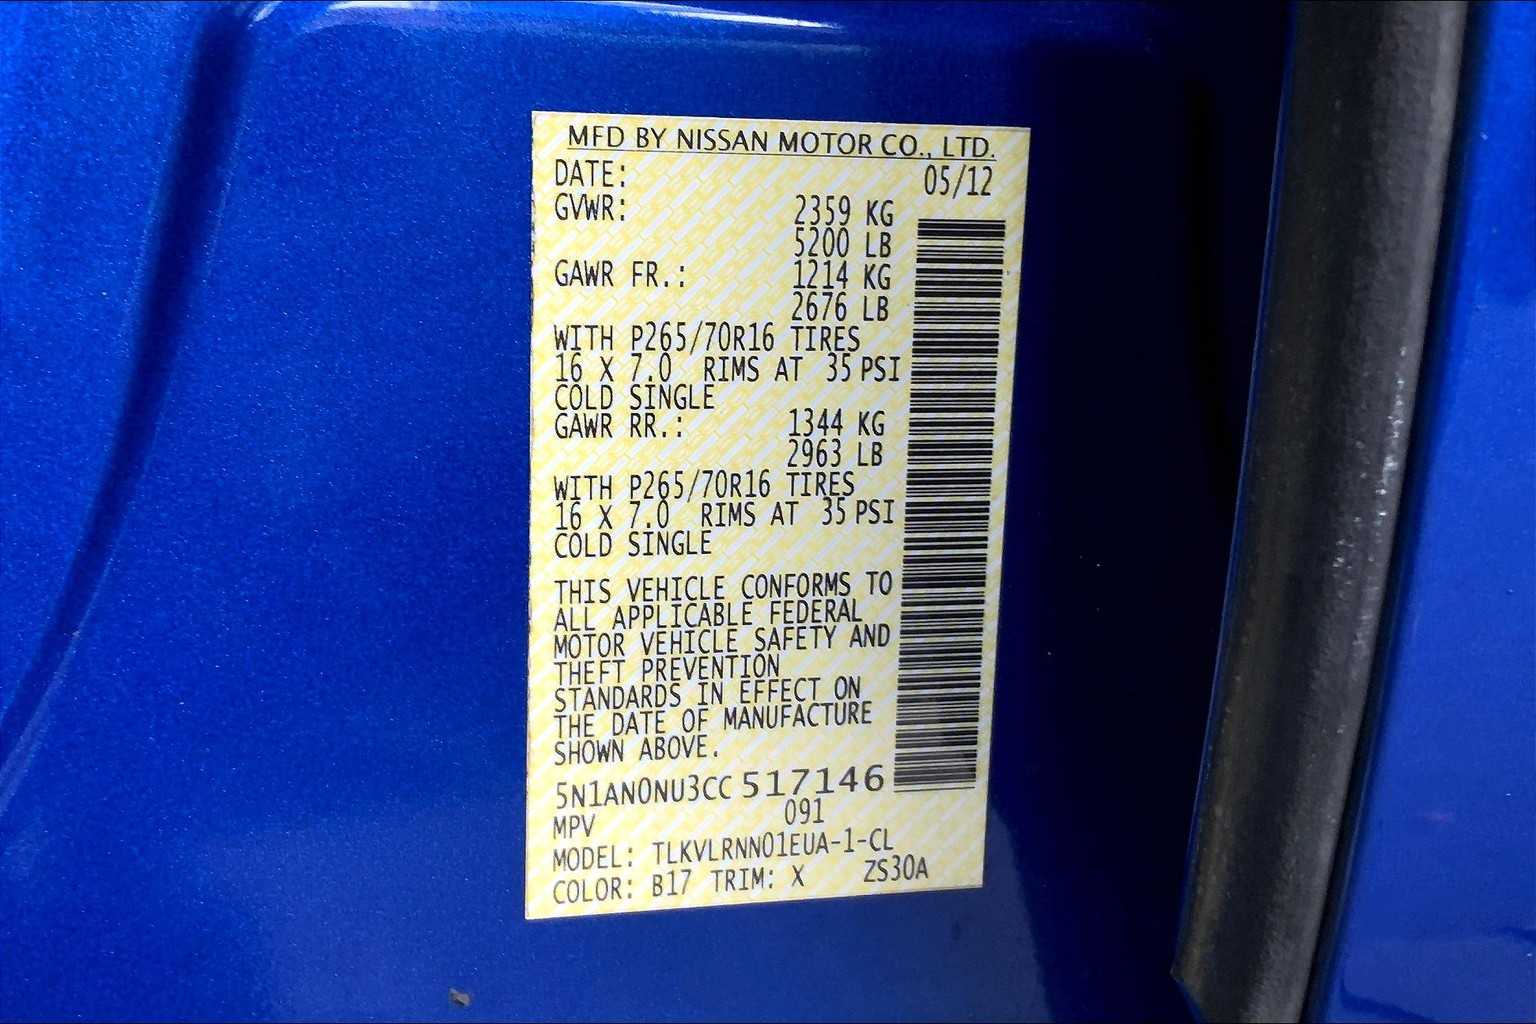 MFD BY NISSAN MOTOR CO., LTD.
DATE: 05/12
GVWR: 2359 KG
5200 LB
GAWR FR.: 1214 KG
2676 LB
WITH P265/70R16 TIRES
16 X 7.0 RIMS AT 35 PSI
COLD SINGLE
GAWR RR.: 1344 KG
2963 LB
WITH P265/70R16 TIRES
16 X 7.0 RIMS AT 35 PSI
COLD SINGLE
THIS VEHICLE CONFORMS TO
ALL APPLICABLE FEDERAL
MOTOR VEHICLE SAFETY AND
THEFT PREVENTION
STANDARDS IN EFFECT ON
THE DATE OF MANUFACTURE
SHOWN ABOVE.
5N1AN0NU3CC517146
MPV 091
MODEL: TLKVLRNN01EUA-1-CL
COLOR: B17 TRIM: X ZS30A